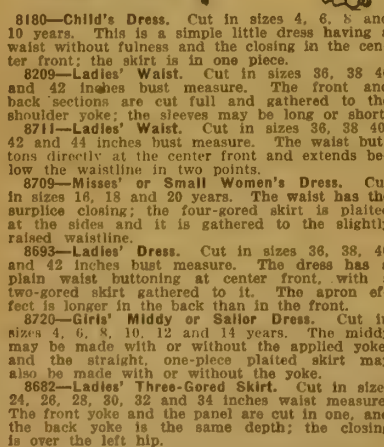 8180—Child's Dress. Cut in sizes 4, 6, 8 and
10 years. This is a simple little dress having a
waist without fulness and the closing in the cen
ter front; the skirt is in one piece.
8209—Ladies' Waist. Cut in sizes 36, 38 4
and 42 inches bust measure. The front and
back sections are cut full and gathered to the
shoulder yoke; the sleeves may be long or short
8711—Ladies' Waist. Cut in sizes 36, 38 40
42 and 44 inches bust measure. The waist but
tons directly at the center front and extends be
low the waistline in two points.
8709—Misses' or Small Women's Dress. Cu
in sizes 16, 18 and 20 years. The waist has th
surplice closing; the four-gored skirt is plaite
at the sides and it is gathered to the slightl
raised waistline.
8693—Ladies' Dress. Cut in sizes 36, 38, 4
and 42 inches bust measure. The dress has a
plain waist buttoning at center front, with a
two-gored skirt gathered to it. The apron ef
fect is longer in the back than in the front.
8720—Girls' Middy or Sailor Dress. Cut i
sizes 4, 6, 8, 10, 12 and 14 years. The midd
may be made with or without the applied yoke
and the straight, one-piece plaited skirt ma
also be made with or without the yoke.
8682—Ladies' Three-Gored Skirt. Cut in size
24, 26, 28, 30, 32 and 34 inches waist measure
The front yoke and the panel are cut in one, an
the back yoke is the same depth; the closin
is over the left hip.